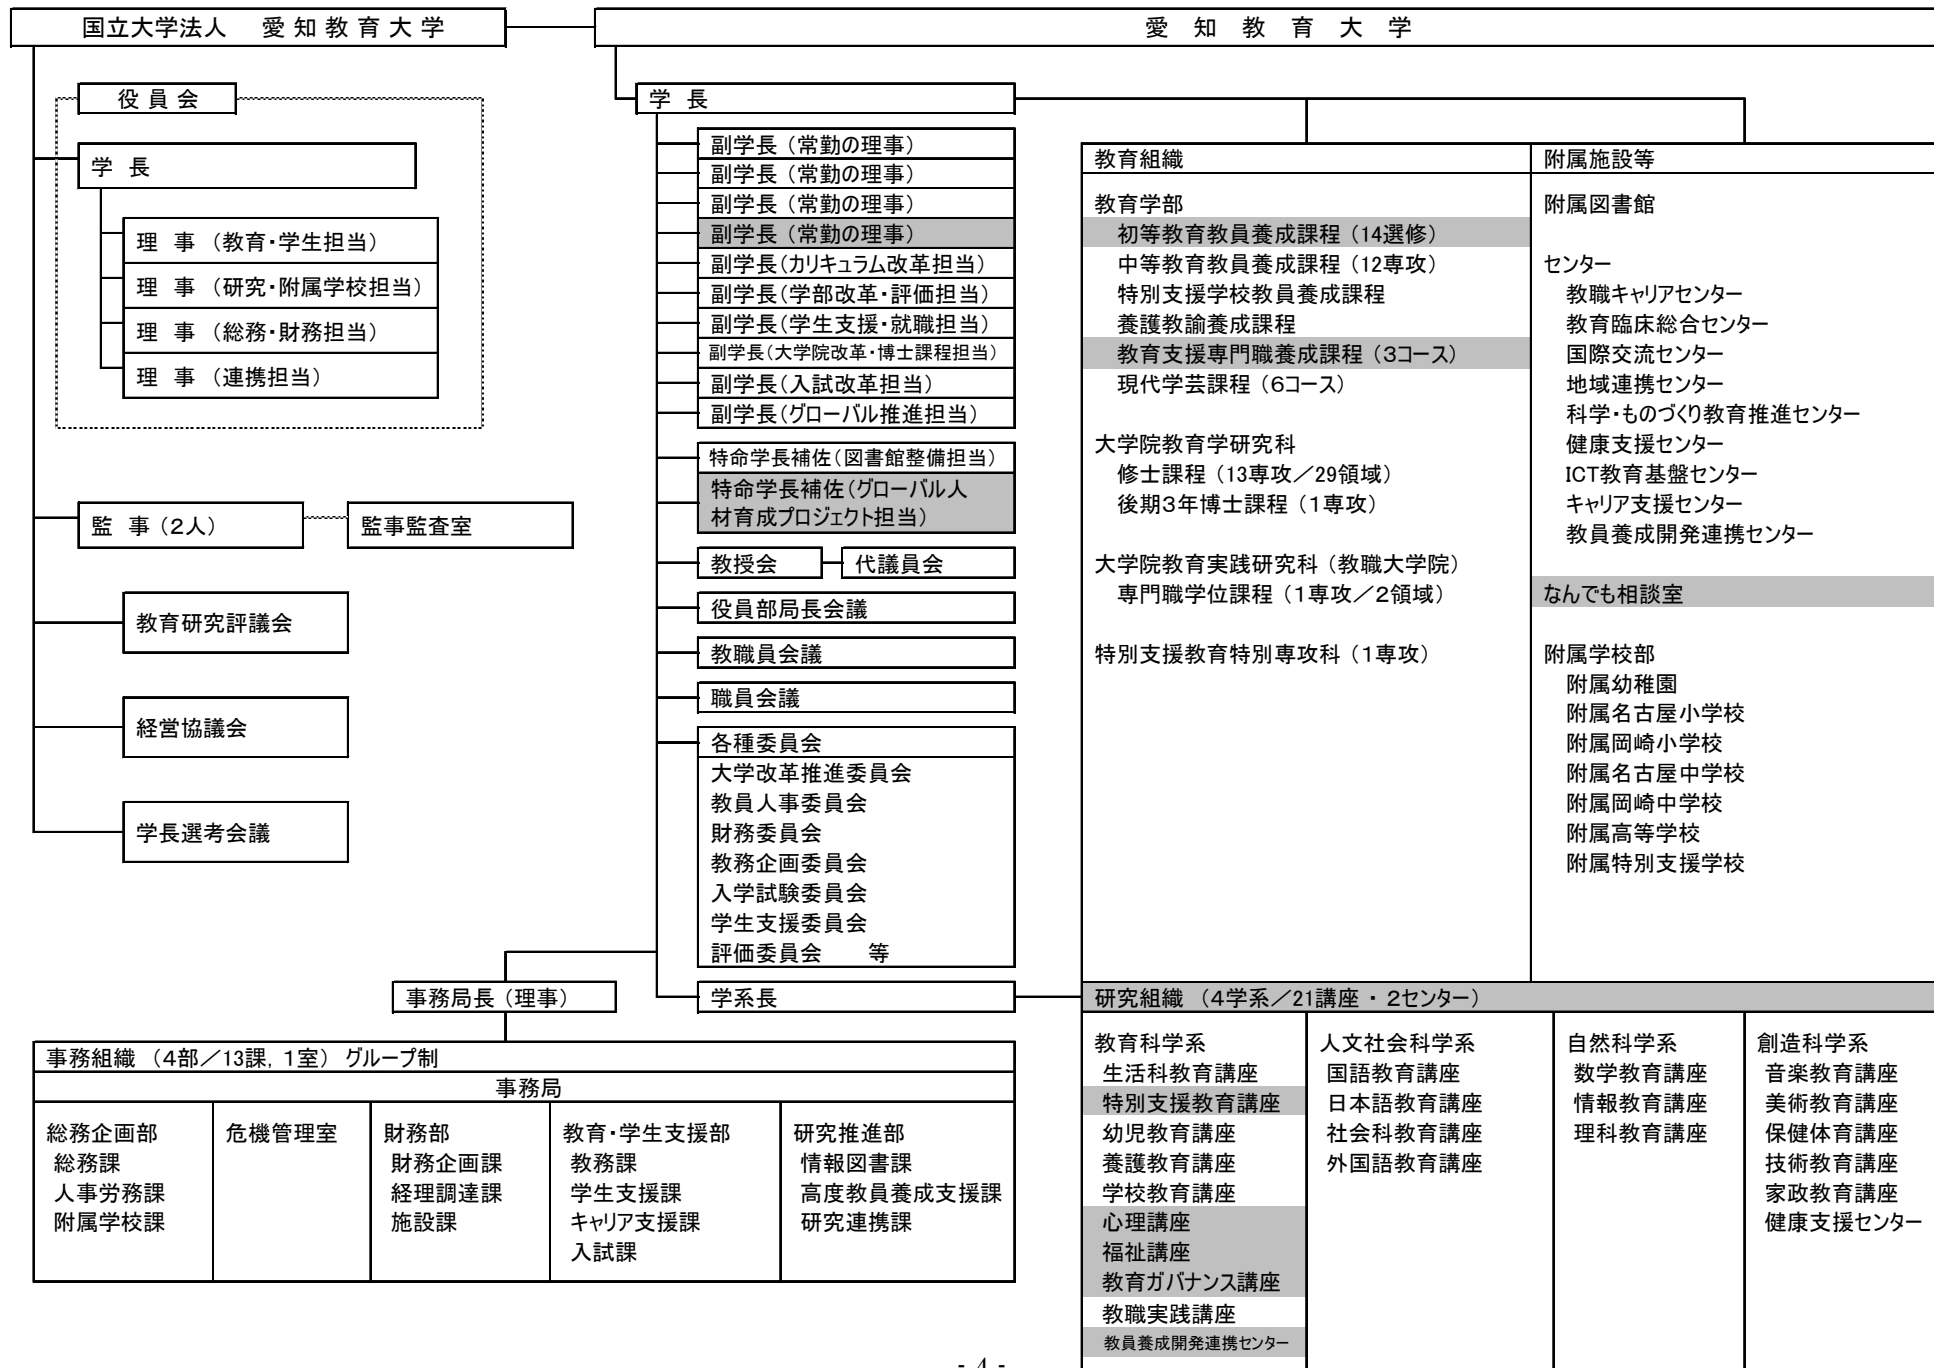 国立大学法人　愛 知 教 育 大 学
愛　知　教　育　大　学
役 員 会
学　長
理　事　（教育・学生担当）
理　事　（研究・附属学校担当）
理　事　（総務・財務担当）
理　事　（連携担当）
監　事（２人）
監事監査室
教育研究評議会
経営協議会
学長選考会議
学　長
副学長（常勤の理事）
副学長（常勤の理事）
副学長（常勤の理事）
副学長（常勤の理事）
副学長（カリキュラム改革担当）
副学長（学部改革・評価担当）
副学長（学生支援・就職担当）
副学長（大学院改革・博士課程担当）
副学長（入試改革担当）
副学長（グローバル推進担当）
特命学長補佐（図書館整備担当）
特命学長補佐（グローバル人
材育成プロジェクト担当）
教授会
代議員会
役員部局長会議
教職員会議
職員会議
各種委員会
大学改革推進委員会
教員人事委員会
財務委員会
教務企画委員会
入学試験委員会
学生支援委員会
評価委員会　　等
学系長
教育組織
教育学部
初等教育教員養成課程（14選修）
中等教育教員養成課程（12専攻）
特別支援学校教員養成課程
養護教諭養成課程
教育支援専門職養成課程（３コース）
現代学芸課程（６コース）
大学院教育学研究科
修士課程（13専攻／29領域）
後期３年博士課程（１専攻）
大学院教育実践研究科（教職大学院）
専門職学位課程（１専攻／２領域）
特別支援教育特別専攻科（１専攻）
附属施設等
附属図書館
センター
教職キャリアセンター
教育臨床総合センター
国際交流センター
地域連携センター
科学・ものづくり教育推進センター
健康支援センター
ICT教育基盤センター
キャリア支援センター
教員養成開発連携センター
なんでも相談室
附属学校部
附属幼稚園
附属名古屋小学校
附属岡崎小学校
附属名古屋中学校
附属岡崎中学校
附属高等学校
附属特別支援学校
事務局長（理事）
事務組織　（４部／13課，１室）　グループ制
事務局
総務企画部
総務課
人事労務課
附属学校課
危機管理室
財務部
財務企画課
経理調達課
施設課
教育・学生支援部
教務課
学生支援課
キャリア支援課
入試課
研究推進部
情報図書課
高度教員養成支援課
研究連携課
研究組織　（４学系／21講座 ・ ２センター）
教育科学系
生活科教育講座
特別支援教育講座
幼児教育講座
養護教育講座
学校教育講座
心理講座
福祉講座
教育ガバナンス講座
教職実践講座
教員養成開発連携センター
人文社会科学系
国語教育講座
日本語教育講座
社会科教育講座
外国語教育講座
自然科学系
数学教育講座
情報教育講座
理科教育講座
創造科学系
音楽教育講座
美術教育講座
保健体育講座
技術教育講座
家政教育講座
健康支援センター
- 4 -